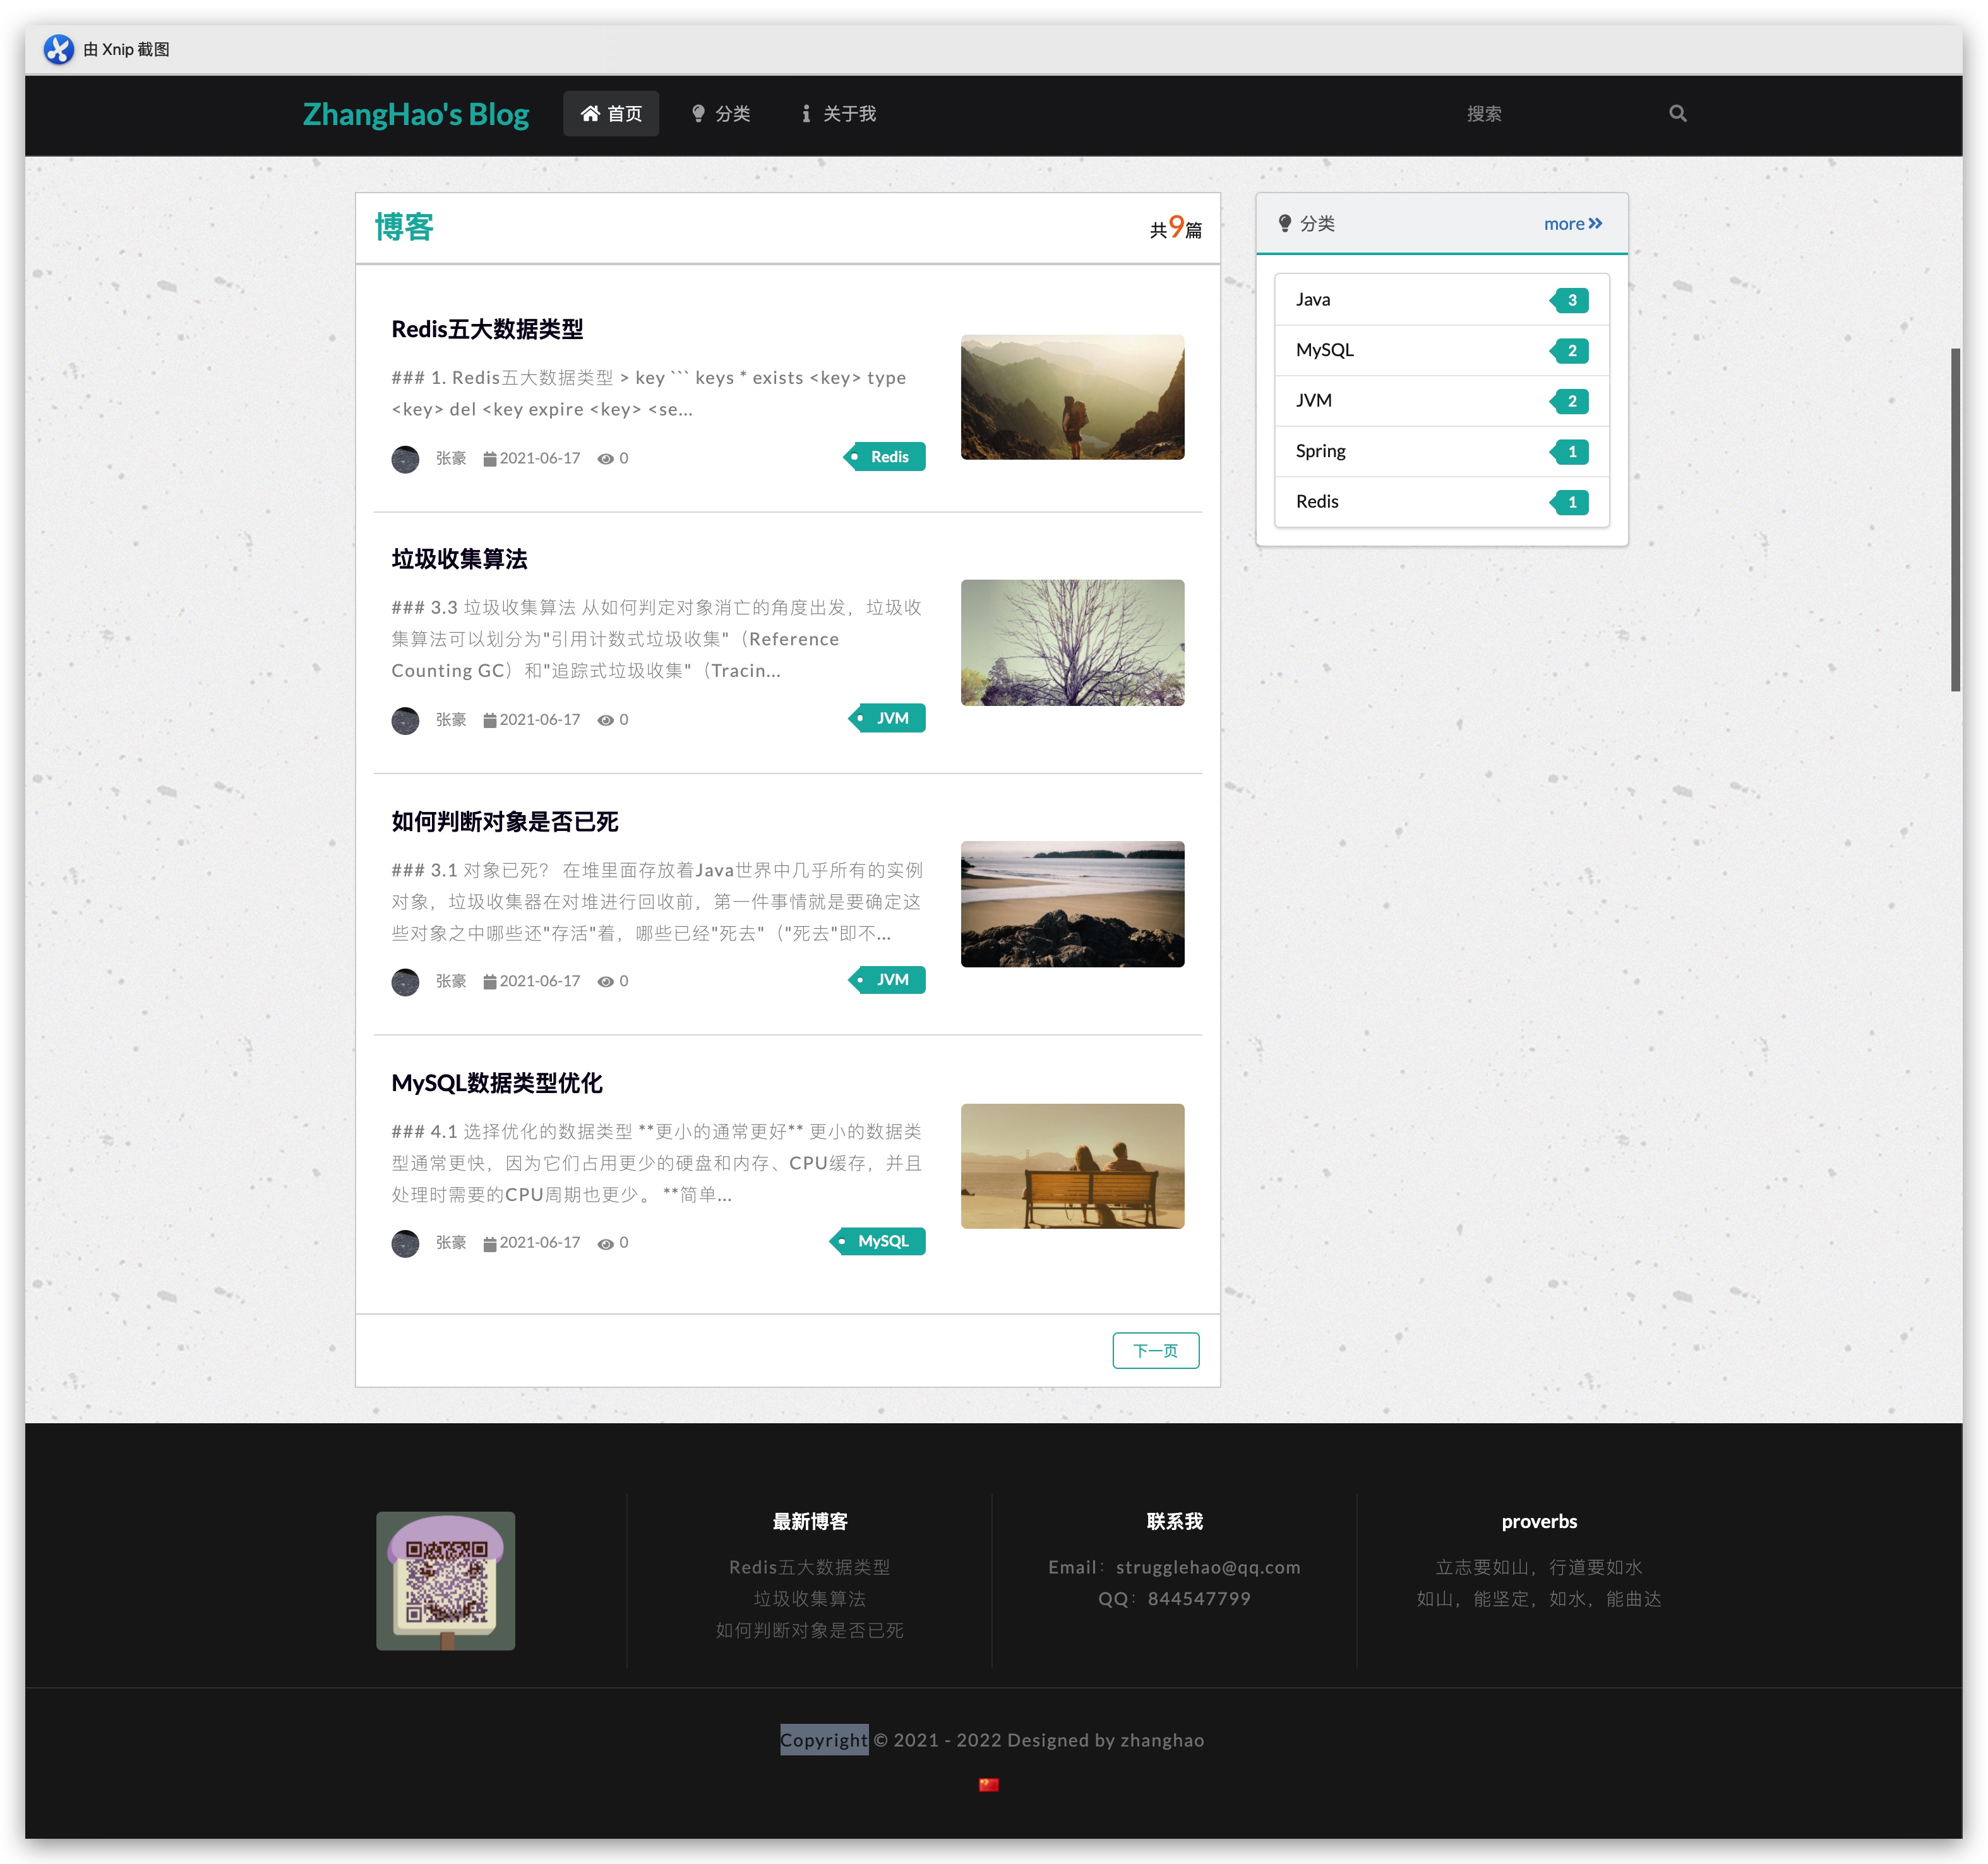 由 Xnip 截图
ZhangHao's Blog 首页 分类 关于我 搜索
博客 共9篇
Redis五大数据类型
### 1. Redis五大数据类型 > key ``` keys * exists <key> type
<key> del <key expire <key> <se...
张豪 2021-06-17 0 Redis
垃圾收集算法
### 3.3 垃圾收集算法 从如何判定对象消亡的角度出发，垃圾收
集算法可以划分为"引用计数式垃圾收集"（Reference
Counting GC）和"追踪式垃圾收集"（Tracin...
张豪 2021-06-17 0 JVM
如何判断对象是否已死
### 3.1 对象已死？ 在堆里面存放着Java世界中几乎所有的实例
对象，垃圾收集器在对堆进行回收前，第一件事情就是要确定这
些对象之中哪些还"存活"着，哪些已经"死去"（"死去"即不...
张豪 2021-06-17 0 JVM
MySQL数据类型优化
### 4.1 选择优化的数据类型 **更小的通常更好** 更小的数据类
型通常更快，因为它们占用更少的硬盘和内存、CPU缓存，并且
处理时需要的CPU周期也更少。 **简单...
张豪 2021-06-17 0 MySQL
下一页
分类 more
Java 3
MySQL 2
JVM 2
Spring 1
Redis 1
最新博客
Redis五大数据类型
垃圾收集算法
如何判断对象是否已死
联系我
Email：strugglehao@qq.com
QQ：844547799
proverbs
立志要如山，行道要如水
如山，能坚定，如水，能曲达
Copyright © 2021 - 2022 Designed by zhanghao